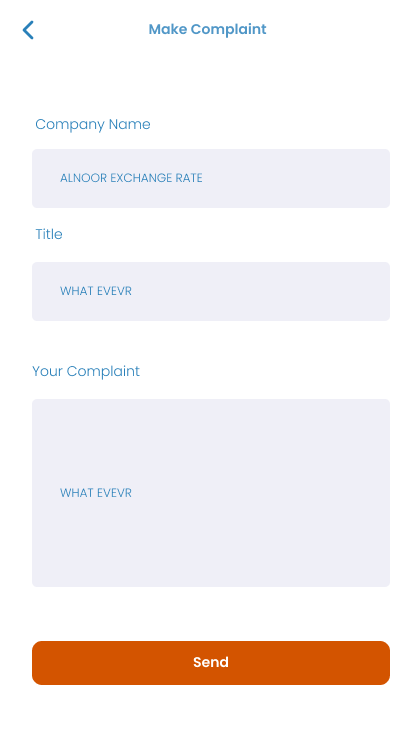 Make Complaint
Company Name
ALNOOR EXCHANGE RATE
Title
WHAT EVEVR
Your Complaint
WHAT EVEVR
Send